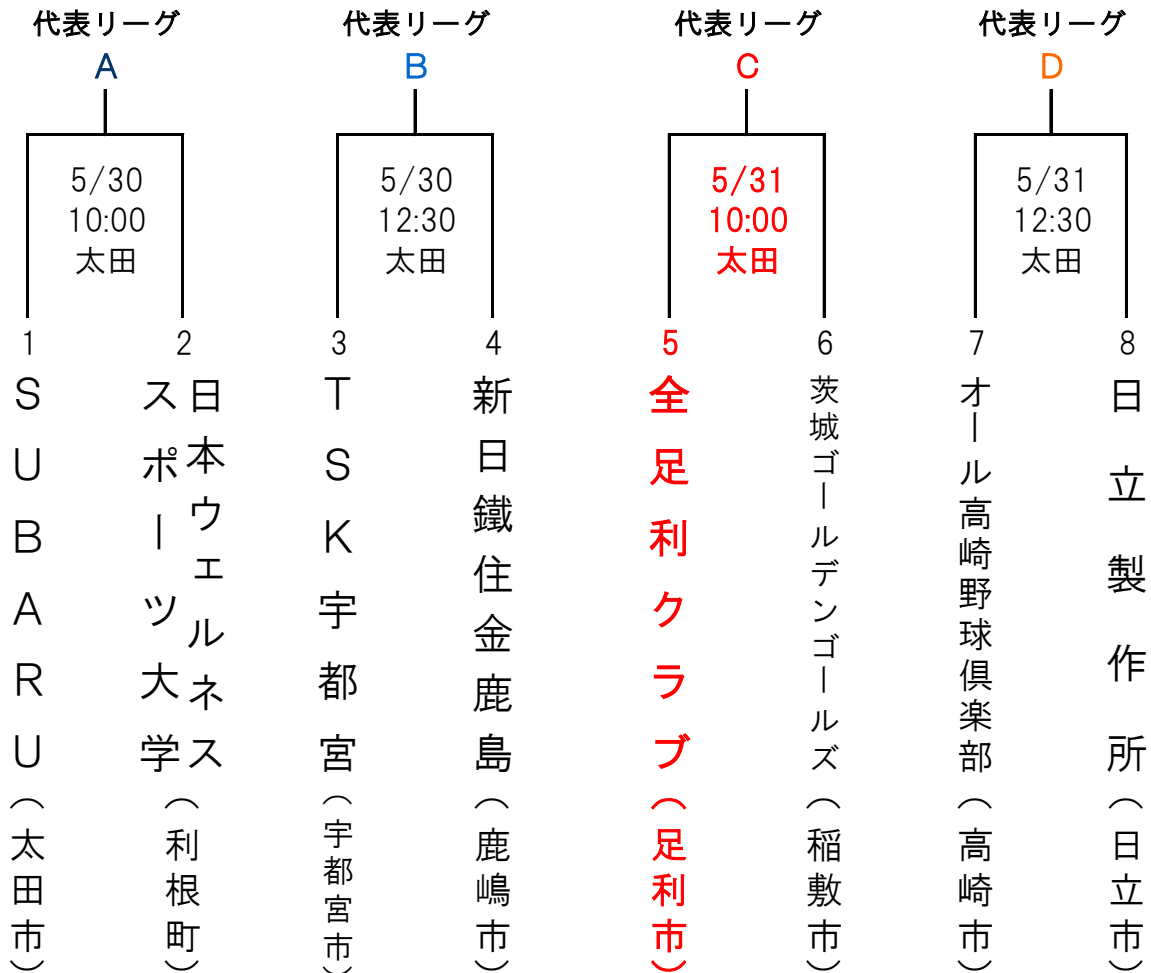 代表リーグ
A
5/30
10:00
太田
1
SUBARU(太田市)
2
日本ウェルネス
スポーツ大学(利根町)
代表リーグ
B
5/30
12:30
太田
3
TSK宇都宮(宇都宮市)
4
新日鐵住金鹿島(鹿嶋市)
代表リーグ
C
5/31
10:00
太田
5
全足利クラブ(足利市)
6
茨城ゴールデンゴールズ(稲敷市)
代表リーグ
D
5/31
12:30
太田
7
オール高崎野球倶楽部(高崎市)
8
日立製作所(日立市)